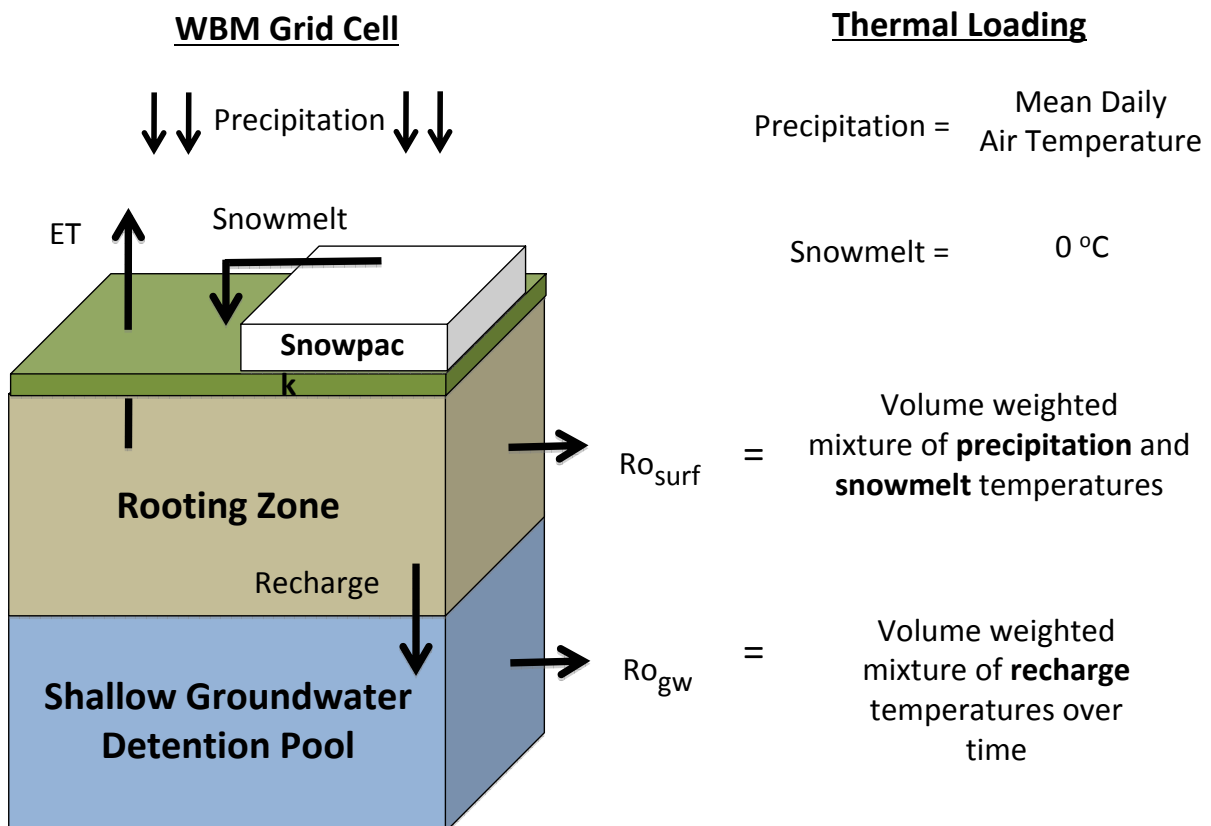 WBM Grid Cell
Thermal Loading
Precipitation
Precipitation =
Mean Daily
Air Temperature
ET
Snowmelt
Snowmelt =
0 °C
Snowpac
k
Rosurf
=
Volume weighted
mixture of precipitation and
snowmelt temperatures
Rooting Zone
Recharge
Rogw
=
Volume weighted
mixture of recharge
temperatures over
time
Shallow Groundwater
Detention Pool